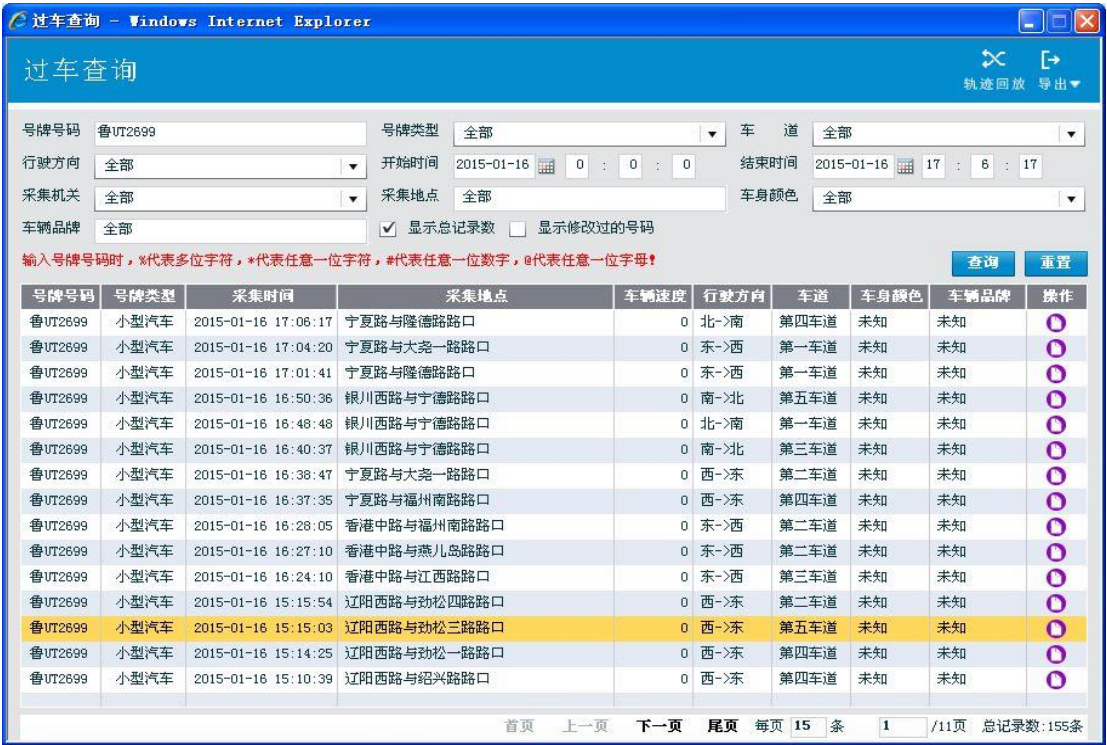 过车查询 - Windows Internet Explorer
过车查询
轨迹回放 导出
号牌号码 鲁UT2699 号牌类型 全部 车 道 全部
行驶方向 全部 开始时间 2015-01-16 0 : 0 : 0 结束时间 2015-01-16 17 : 6 : 17
采集机关 全部 采集地点 全部 车身颜色 全部
车辆品牌 全部 显示总记录数 显示修改过的号码
输入号牌号码时，%代表多位字符，*代表任意一位字符，#代表任意一位数字，@代表任意一位字母！ 查询 重置
号牌号码 号牌类型 采集时间 采集地点 车辆速度 行驶方向 车道 车身颜色 车辆品牌 操作
鲁UT2699 小型汽车 2015-01-16 17:06:17 宁夏路与隆德路路口 0 北->南 第四车道 未知 未知
鲁UT2699 小型汽车 2015-01-16 17:04:20 宁夏路与大尧一路路口 0 东->西 第一车道 未知 未知
鲁UT2699 小型汽车 2015-01-16 17:01:41 宁夏路与隆德路路口 0 东->西 第一车道 未知 未知
鲁UT2699 小型汽车 2015-01-16 16:50:36 银川西路与宁德路路口 0 南->北 第五车道 未知 未知
鲁UT2699 小型汽车 2015-01-16 16:48:48 银川西路与宁德路路口 0 北->南 第一车道 未知 未知
鲁UT2699 小型汽车 2015-01-16 16:40:37 银川西路与宁德路路口 0 南->北 第三车道 未知 未知
鲁UT2699 小型汽车 2015-01-16 16:38:47 宁夏路与大尧一路路口 0 西->东 第二车道 未知 未知
鲁UT2699 小型汽车 2015-01-16 16:37:35 宁夏路与福州南路路口 0 西->东 第四车道 未知 未知
鲁UT2699 小型汽车 2015-01-16 16:28:05 香港中路与福州南路路口 0 东->西 第二车道 未知 未知
鲁UT2699 小型汽车 2015-01-16 16:27:10 香港中路与燕儿岛路路口 0 东->西 第二车道 未知 未知
鲁UT2699 小型汽车 2015-01-16 16:24:10 香港中路与江西路路口 0 东->西 第三车道 未知 未知
鲁UT2699 小型汽车 2015-01-16 15:15:54 辽阳西路与劲松四路路口 0 西->东 第二车道 未知 未知
鲁UT2699 小型汽车 2015-01-16 15:15:03 辽阳西路与劲松三路路口 0 西->东 第五车道 未知 未知
鲁UT2699 小型汽车 2015-01-16 15:14:25 辽阳西路与劲松一路路口 0 西->东 第四车道 未知 未知
鲁UT2699 小型汽车 2015-01-16 15:10:39 辽阳西路与绍兴路路口 0 西->东 第四车道 未知 未知
首页 上一页 下一页 尾页 每页 15 条 1 /11页 总记录数:155条